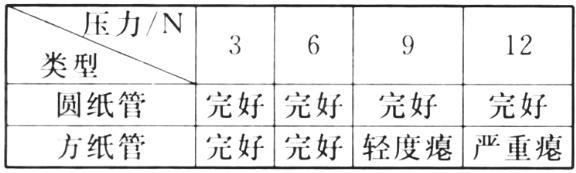 压力/N 3 6 9 12
类型
圆纸管 完好 完好 完好 完好
方纸管 完好 完好 轻度瘪 严重瘪